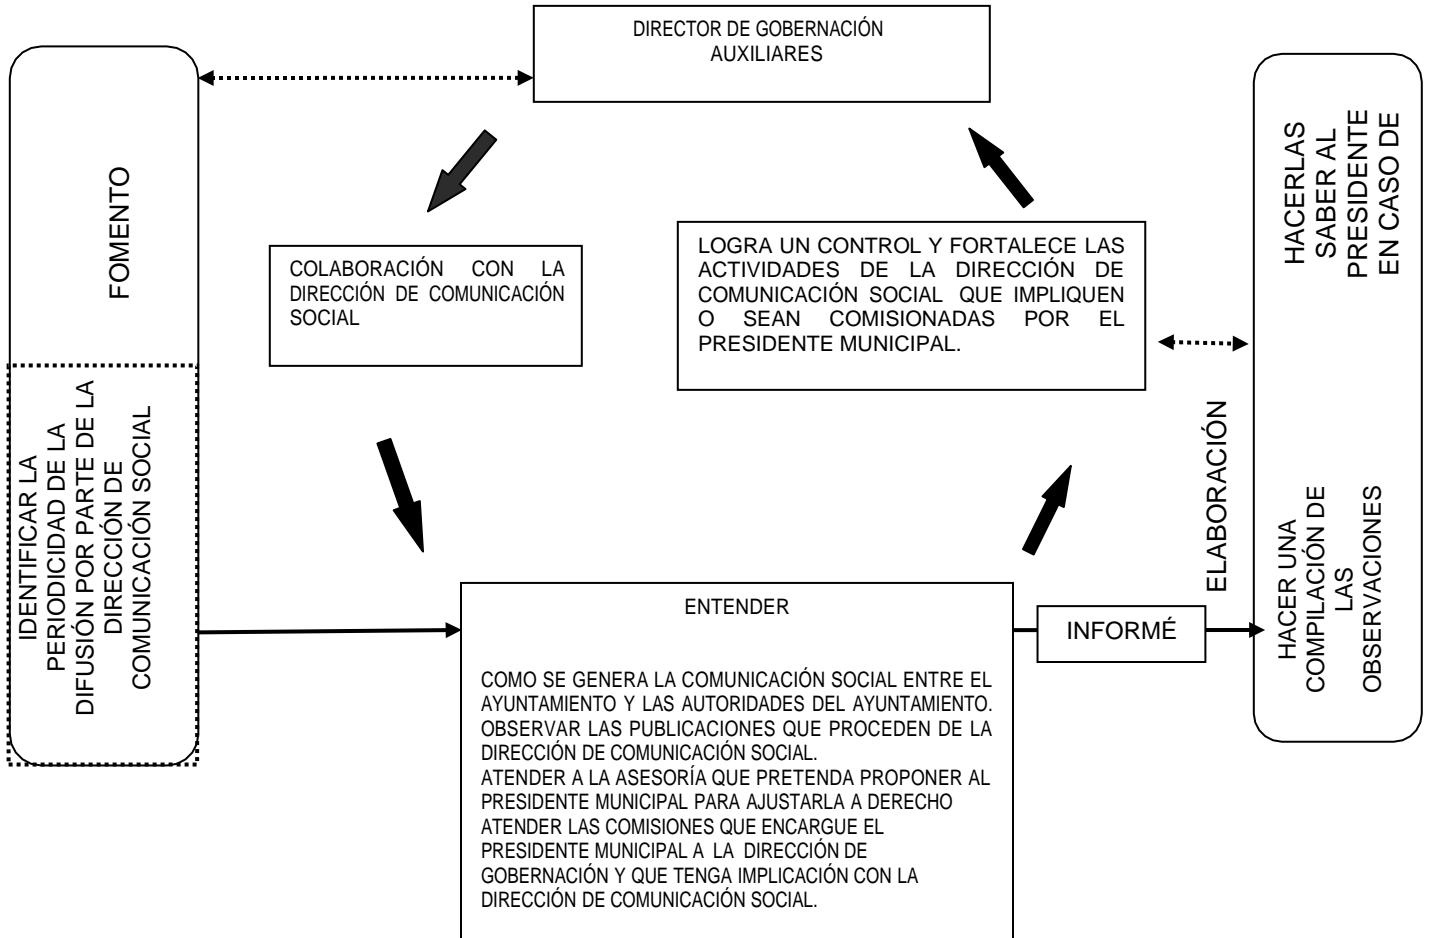 DIRECTOR DE GOBERNACIÓN
AUXILIARES
FOMENTO
IDENTIFICAR LA
PERIODICIDAD DE LA
DIFUSIÓN POR PARTE DE LA
DIRECCIÓN DE
COMUNICACIÓN SOCIAL
COLABORACIÓN CON LA
DIRECCIÓN DE COMUNICACIÓN
SOCIAL
LOGRA UN CONTROL Y FORTALECE LAS
ACTIVIDADES DE LA DIRECCIÓN DE
COMUNICACIÓN SOCIAL QUE IMPLIQUEN
O SEAN COMISIONADAS POR EL
PRESIDENTE MUNICIPAL.
ENTENDER
COMO SE GENERA LA COMUNICACIÓN SOCIAL ENTRE EL
AYUNTAMIENTO Y LAS AUTORIDADES DEL AYUNTAMIENTO.
OBSERVAR LAS PUBLICACIONES QUE PROCEDEN DE LA
DIRECCIÓN DE COMUNICACIÓN SOCIAL.
ATENDER A LA ASESORÍA QUE PRETENDA PROPONER AL
PRESIDENTE MUNICIPAL PARA AJUSTARLA A DERECHO
ATENDER LAS COMISIONES QUE ENCARGUE EL
PRESIDENTE MUNICIPAL A LA DIRECCIÓN DE
GOBERNACIÓN Y QUE TENGA IMPLICACIÓN CON LA
DIRECCIÓN DE COMUNICACIÓN SOCIAL.
INFORMÉ
ELABORACIÓN
HACERLAS
SABER AL
PRESIDENTE
EN CASO DE
HACER UNA
COMPILACIÓN DE
LAS
OBSERVACIONES